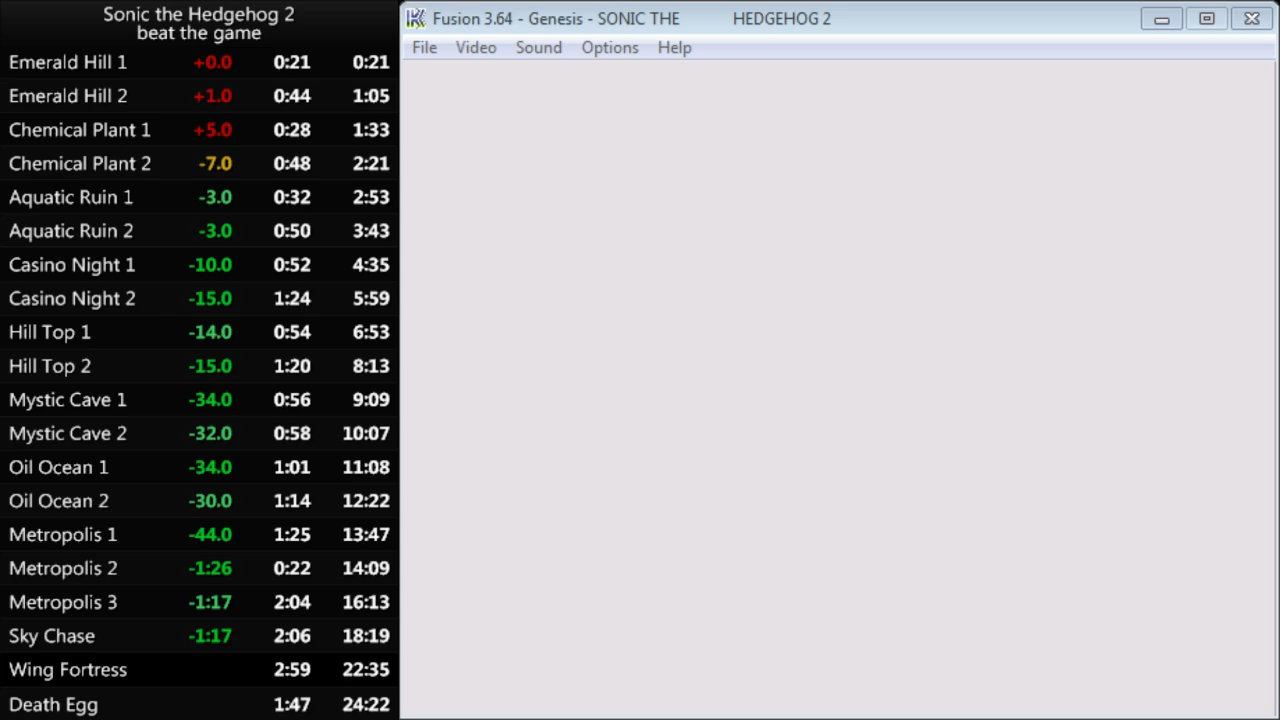 Sonic the Hedgehog 2
beat the game
Emerald Hill 1 +0.0 0:21 0:21
Emerald Hill 2 +1.0 0:44 1:05
Chemical Plant 1 +5.0 0:28 1:33
Chemical Plant 2 -7.0 0:48 2:21
Aquatic Ruin 1 -3.0 0:32 2:53
Aquatic Ruin 2 -3.0 0:50 3:43
Casino Night 1 -10.0 0:52 4:35
Casino Night 2 -15.0 1:24 5:59
Hill Top 1 -14.0 0:54 6:53
Hill Top 2 -15.0 1:20 8:13
Mystic Cave 1 -34.0 0:56 9:09
Mystic Cave 2 -32.0 0:58 10:07
Oil Ocean 1 -34.0 1:01 11:08
Oil Ocean 2 -30.0 1:14 12:22
Metropolis 1 -44.0 1:25 13:47
Metropolis 2 -1:26 0:22 14:09
Metropolis 3 -1:17 2:04 16:13
Sky Chase -1:17 2:06 18:19
Wing Fortress 2:59 22:35
Death Egg 1:47 24:22
Fusion 3.64 - Genesis - SONIC THE HEDGEHOG 2
File Video Sound Options Help